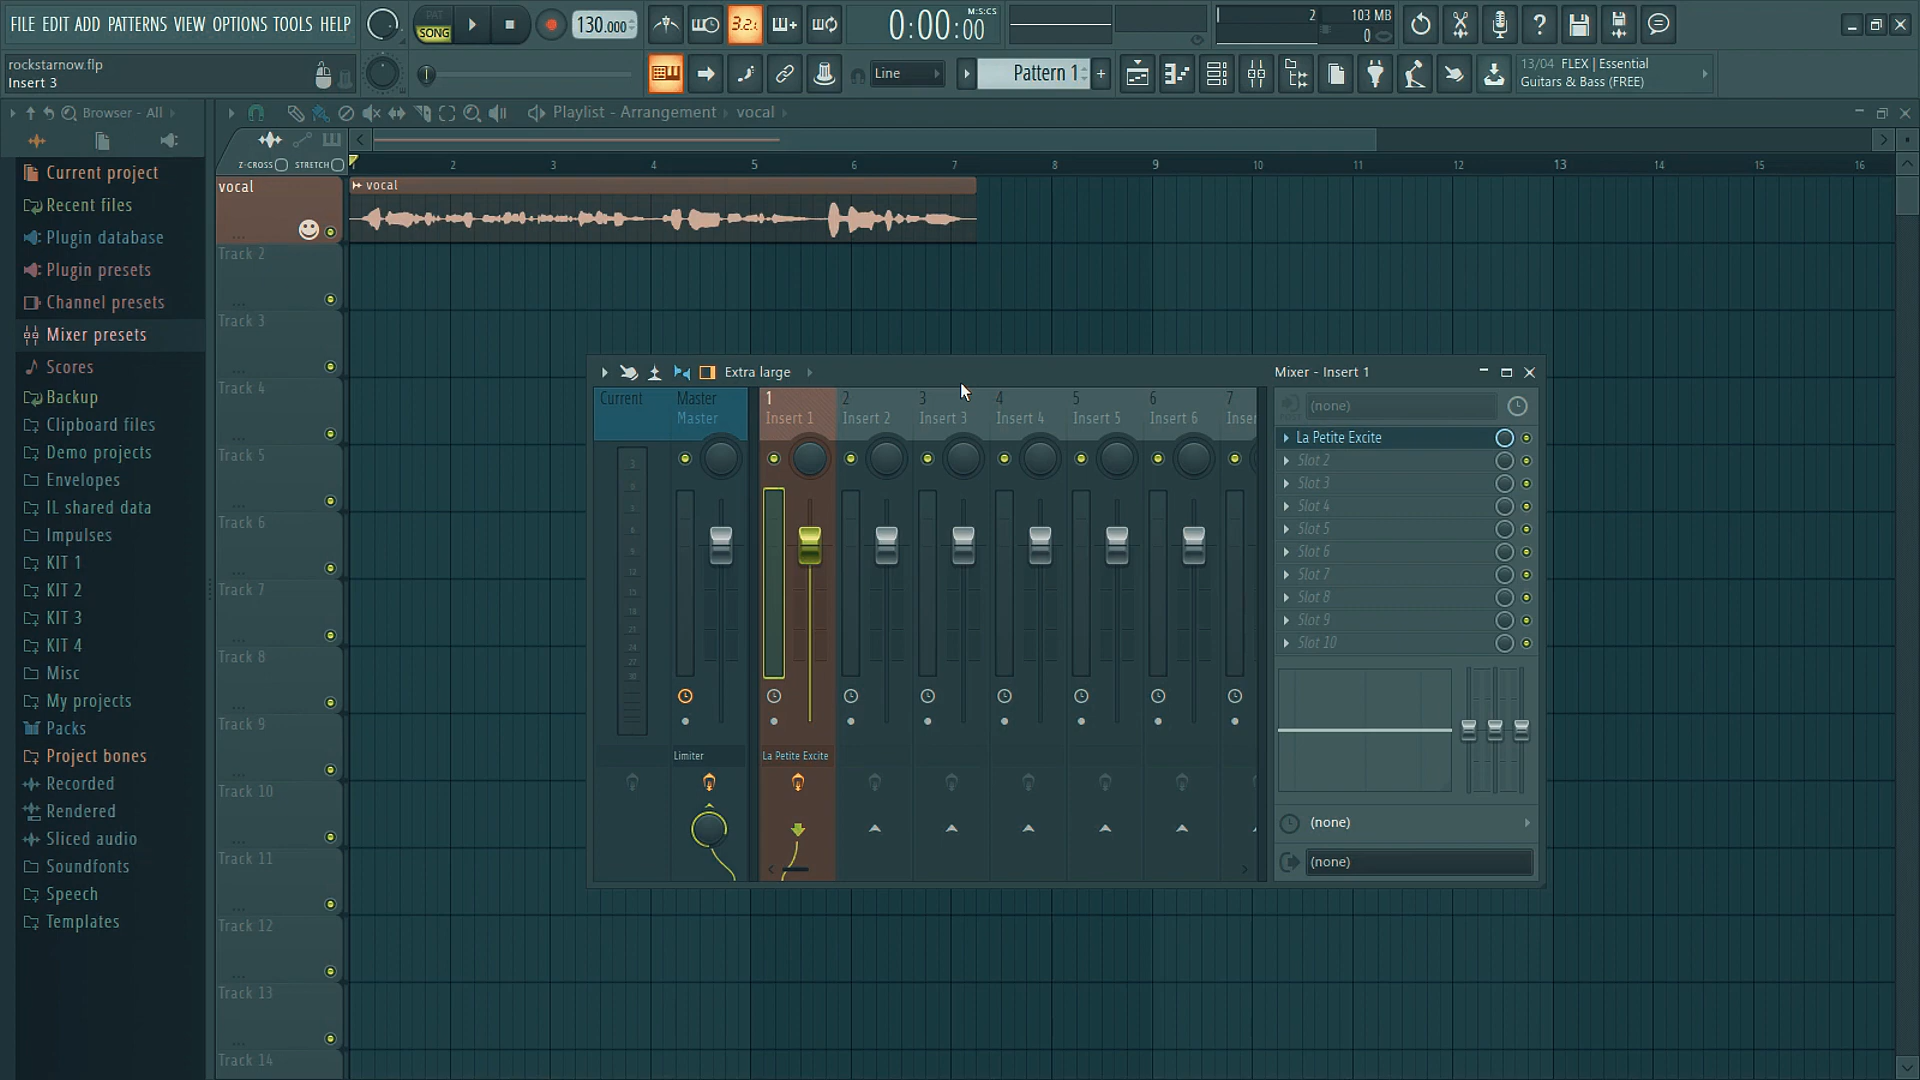 FILE EDIT ADD PATTERNS VIEW OPTIONS TOOLS HELP
PAT
SONG
130.000
3.2.1
0:00:00
M:S:CS
2
103 MB
0
rockstarnow.flp
Insert 3
Line
Pattern 1
+
13/04 FLEX | Essential
Guitars & Bass (FREE)
Browser - All
Playlist - Arrangement
vocal
Z-CROSS
STRETCH
1 2 3 4 5 6 7 8 9 10 11 12 13 14 15 16
Current project
Recent files
Plugin database
Plugin presets
Channel presets
Mixer presets
Scores
Backup
Clipboard files
Demo projects
Envelopes
IL shared data
Impulses
KIT 1
KIT 2
KIT 3
KIT 4
Misc
My projects
Packs
Project bones
Recorded
Rendered
Sliced audio
Soundfonts
Speech
Templates
vocal
vocal
Track 2
Track 3
Track 4
Track 5
Track 6
Track 7
Track 8
Track 9
Track 10
Track 11
Track 12
Track 13
Track 14
Extra large
Mixer - Insert 1
Current
Master
Master
1
Insert 1
2
Insert 2
3
Insert 3
4
Insert 4
5
Insert 5
6
Insert 6
7
Inser
Limiter
La Petite Excite
(none)
La Petite Excite
Slot 2
Slot 3
Slot 4
Slot 5
Slot 6
Slot 7
Slot 8
Slot 9
Slot 10
(none)
(none)